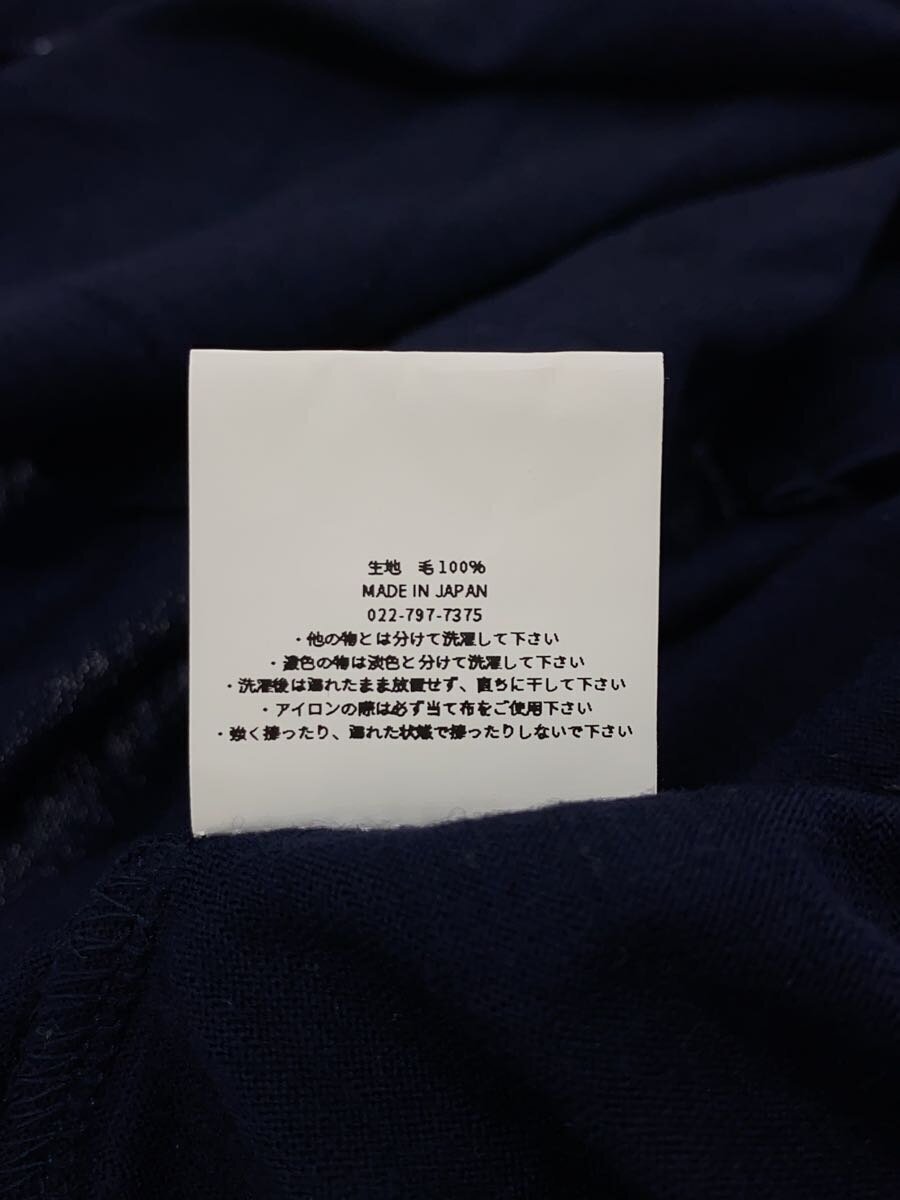 生地　毛100%
MADE IN JAPAN
022-797-7375
・他の物とは分けて洗濯して下さい
・濃色の物は淡色と分けて洗濯して下さい
・洗濯後は濡れたまま放置せず、直ちに干して下さい
・アイロンの際は必ず当て布をご使用下さい
・強く擦ったり、濡れた状態で擦ったりしないで下さい